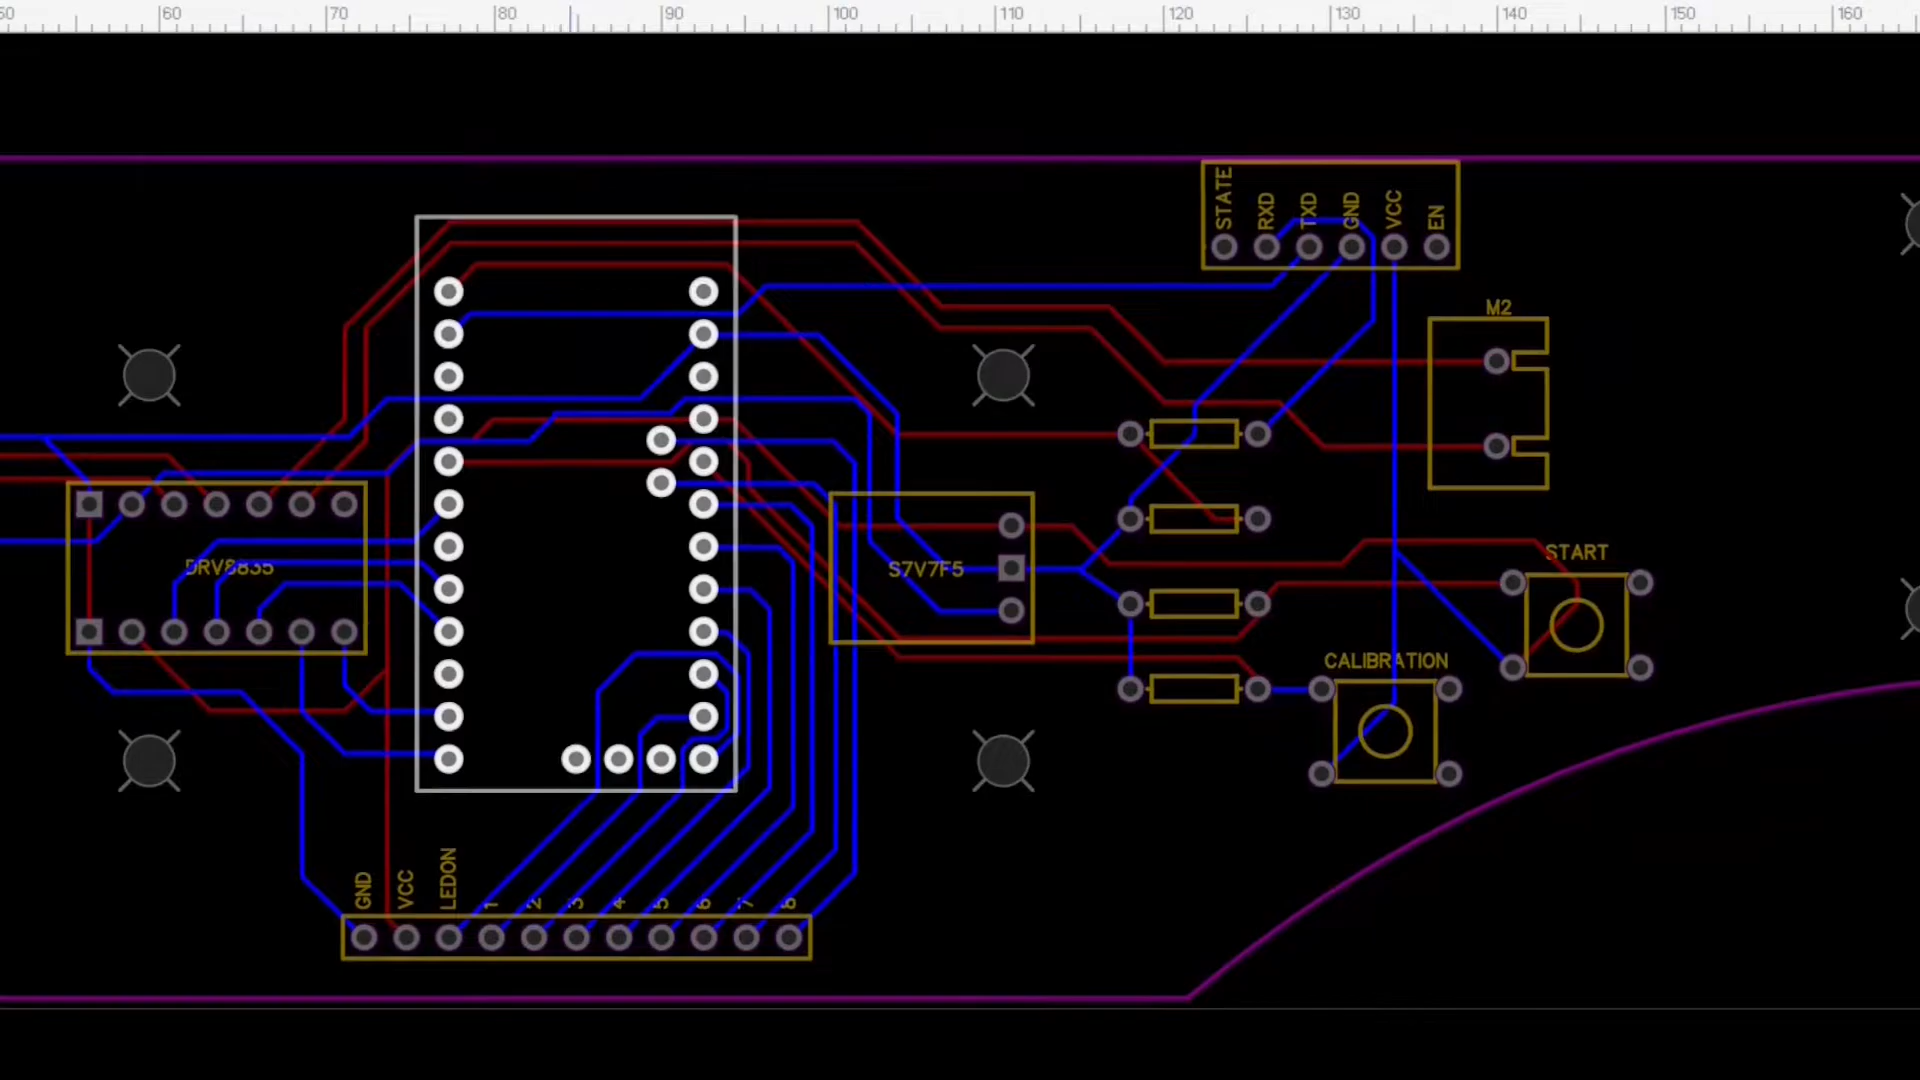 50 60 70 80 90 100 110 120 130 140 150 160
STATE RXD TXD GND VCC EN
M2
START
DRV8835
S7V7F5
CALIBRATION
GND VCC LEDON 1 2 3 4 5 6 7 8